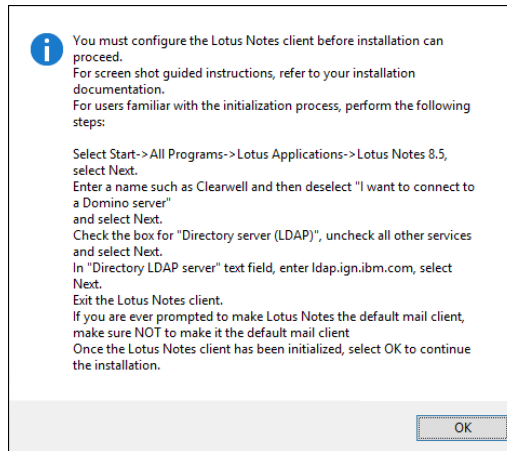 You must configure the Lotus Notes client before installation can
proceed.
For screen shot guided instructions, refer to your installation
documentation.
For users familiar with the initialization process, perform the following
steps:
Select Start->All Programs->Lotus Applications->Lotus Notes 8.5,
select Next.
Enter a name such as Clearwell and then deselect "I want to connect to
a Domino server"
and select Next.
Check the box for "Directory server (LDAP)", uncheck all other services
and select Next.
In "Directory LDAP server" text field, enter ldap.ign.ibm.com, select
Next.
Exit the Lotus Notes client.
If you are ever prompted to make Lotus Notes the default mail client,
make sure NOT to make it the default mail client
Once the Lotus Notes client has been initialized, select OK to continue
the installation.
OK